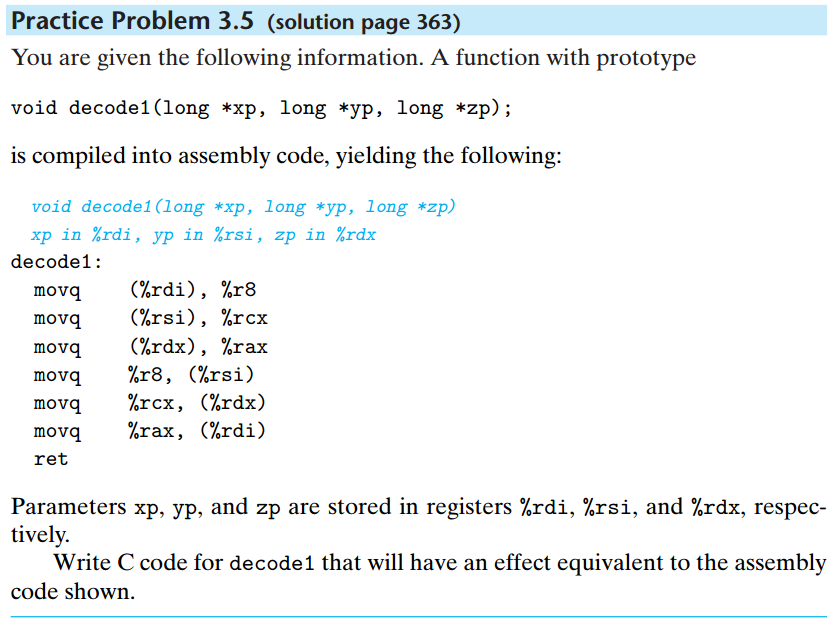 Practice Problem 3.5 (solution page 363)
You are given the following information. A function with prototype
void decode1(long *xp, long *yp, long *zp);
is compiled into assembly code, yielding the following:
void decode1(long *xp, long *yp, long *zp)
xp in %rdi, yp in %rsi, zp in %rdx
decode1:
movq (%rdi), %r8
movq (%rsi), %rcx
movq (%rdx), %rax
movq %r8, (%rsi)
movq %rcx, (%rdx)
movq %rax, (%rdi)
ret
Parameters xp, yp, and zp are stored in registers %rdi, %rsi, and %rdx, respec-
tively.
Write C code for decode1 that will have an effect equivalent to the assembly
code shown.